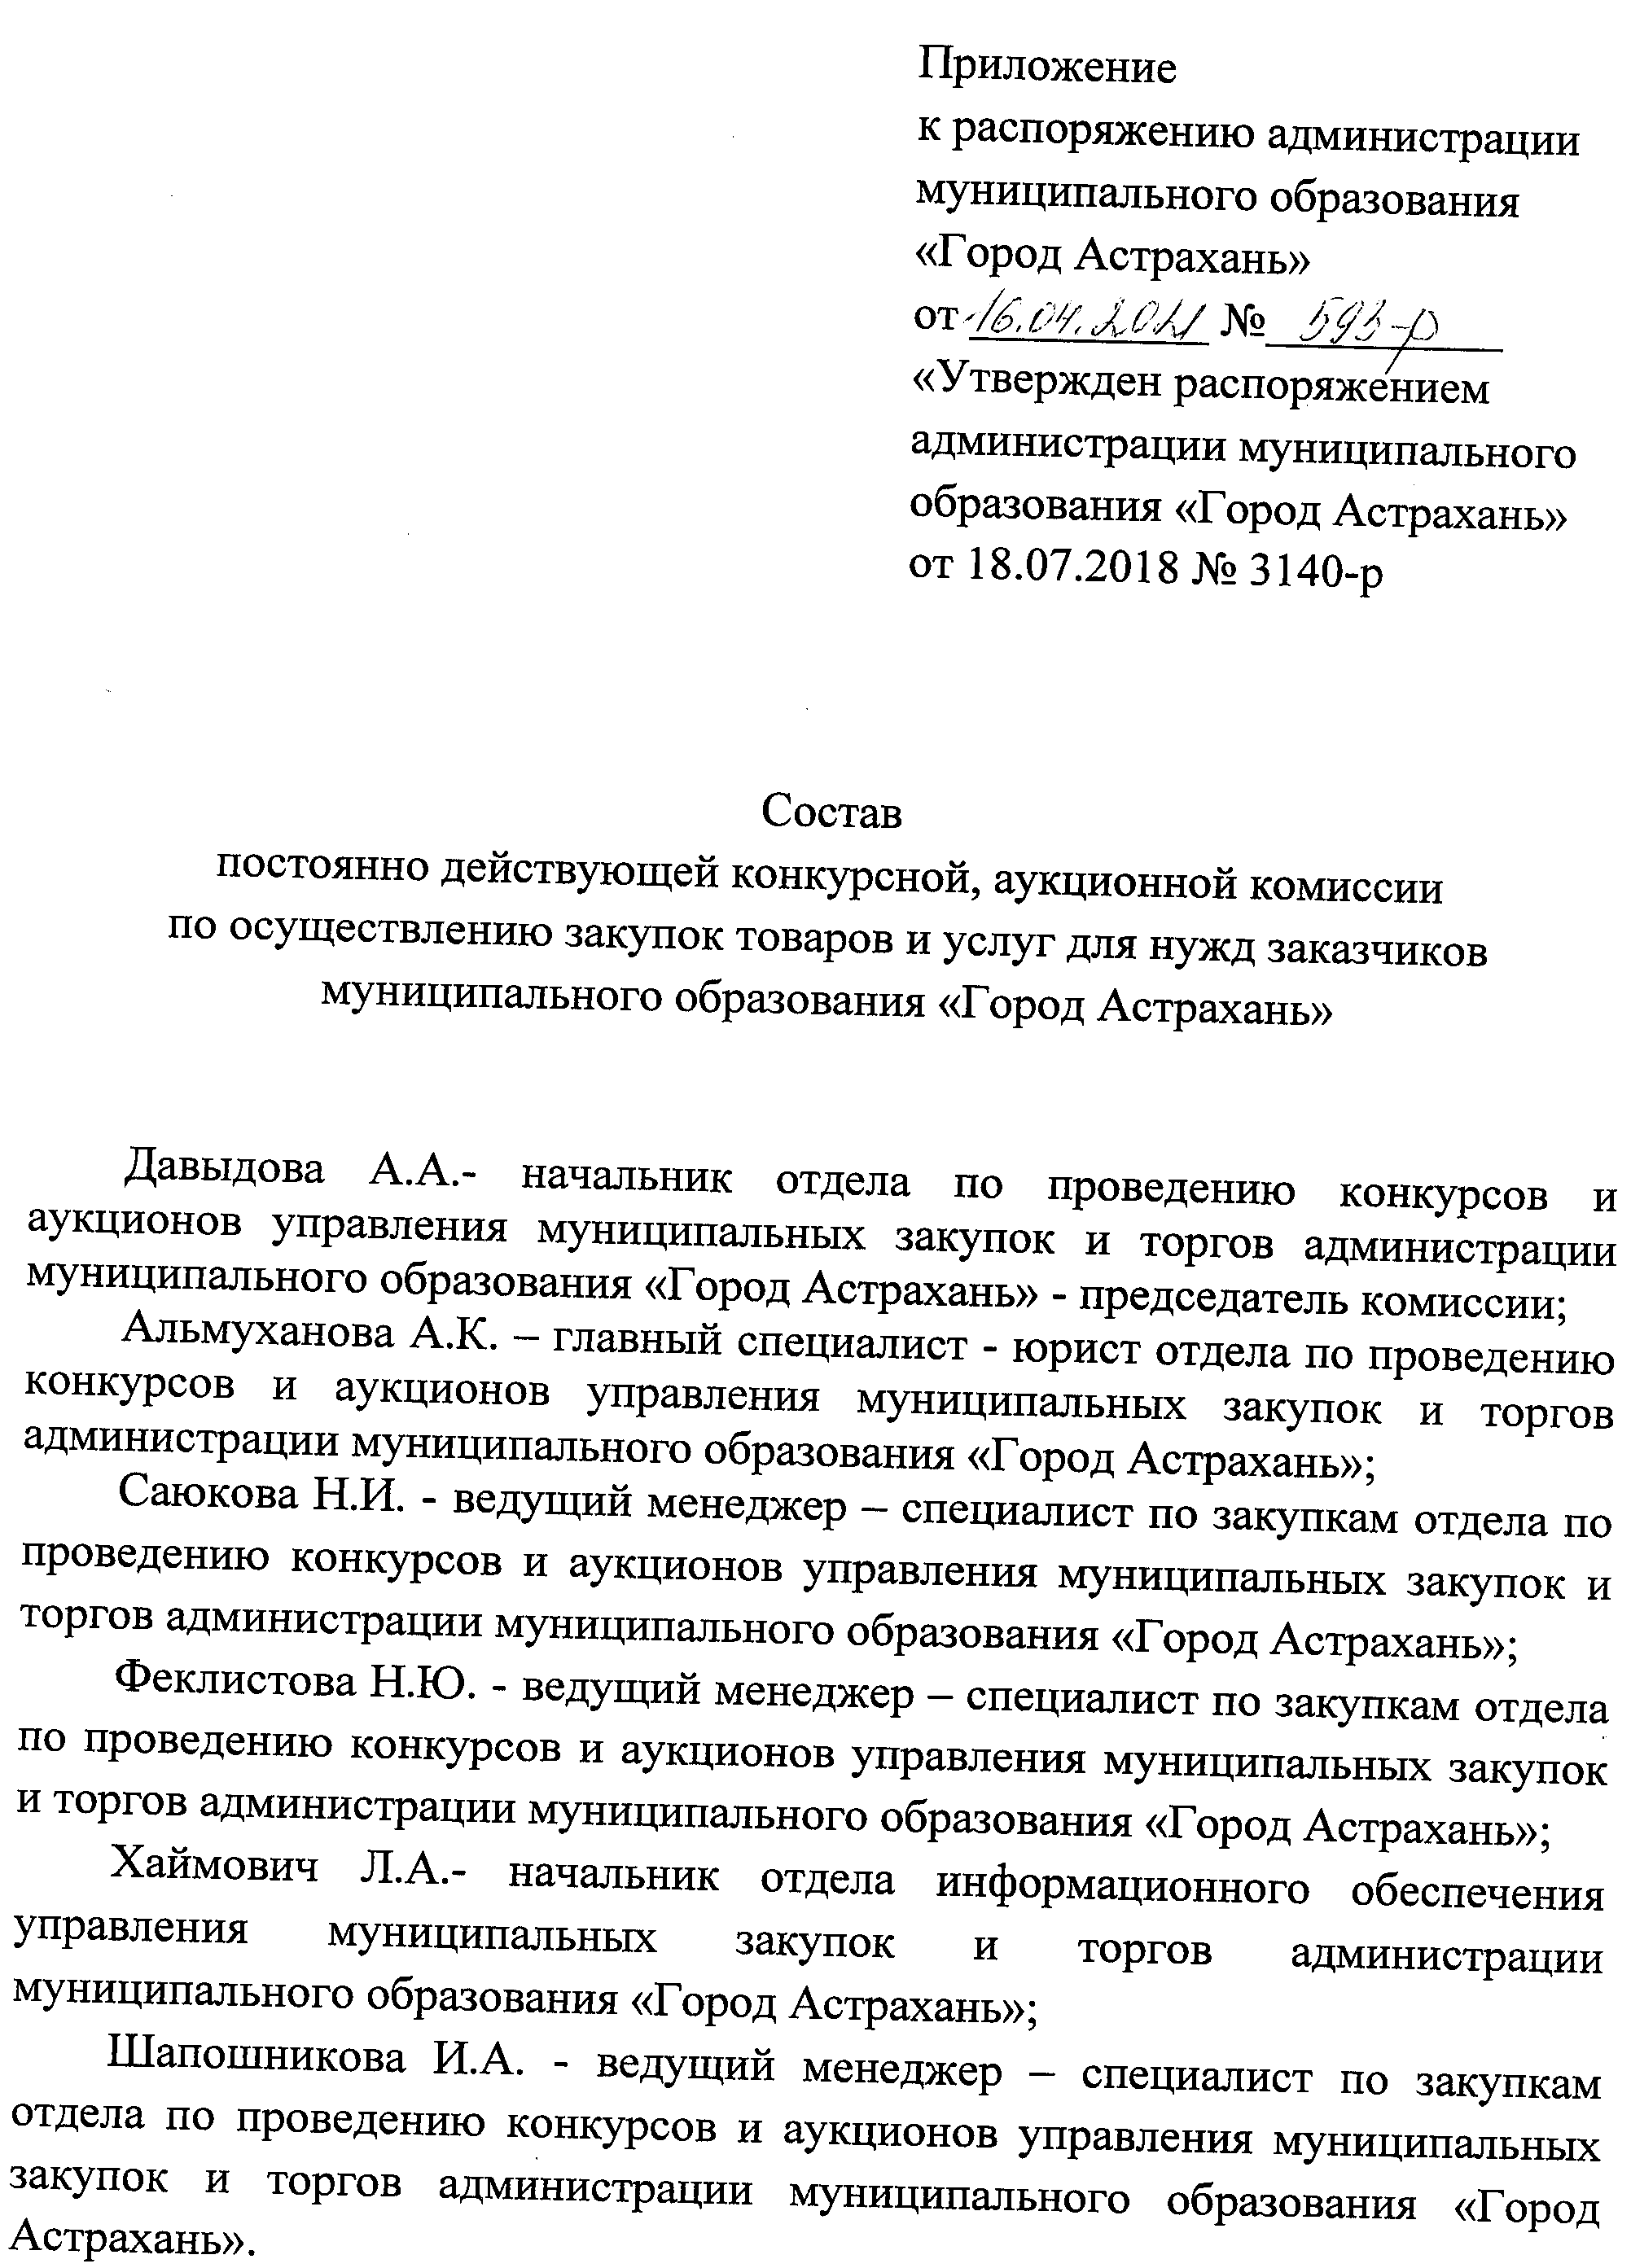 Приложение
к распоряжению администрации
муниципального образования
«Город Астрахань»
от 16.04.2021 № 593-р
«Утвержден распоряжением
администрации муниципального
образования «Город Астрахань»
от 18.07.2018 № 3140-р
Состав
постоянно действующей конкурсной, аукционной комиссии
по осуществлению закупок товаров и услуг для нужд заказчиков
муниципального образования «Город Астрахань»
Давыдова А.А.- начальник отдела по проведению конкурсов и
аукционов управления муниципальных закупок и торгов администрации
муниципального образования «Город Астрахань» - председатель комиссии;
Альмуханова А.К. – главный специалист - юрист отдела по проведению
конкурсов и аукционов управления муниципальных закупок и торгов
администрации муниципального образования «Город Астрахань»;
Саюкова Н.И. - ведущий менеджер – специалист по закупкам отдела по
проведению конкурсов и аукционов управления муниципальных закупок и
торгов администрации муниципального образования «Город Астрахань»;
Феклистова Н.Ю. - ведущий менеджер – специалист по закупкам отдела
по проведению конкурсов и аукционов управления муниципальных закупок
и торгов администрации муниципального образования «Город Астрахань»;
Хаймович Л.А.- начальник отдела информационного обеспечения
управления муниципальных закупок и торгов администрации
муниципального образования «Город Астрахань»;
Шапошникова И.А. - ведущий менеджер – специалист по закупкам
отдела по проведению конкурсов и аукционов управления муниципальных
закупок и торгов администрации муниципального образования «Город
Астрахань».